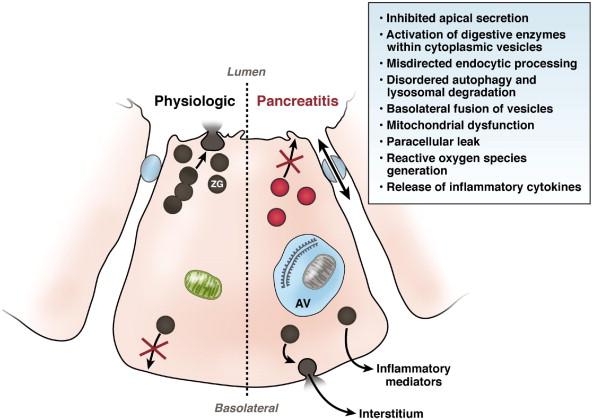 • Inhibited apical secretion
• Activation of digestive enzymes
within cytoplasmic vesicles
• Misdirected endocytic processing
• Disordered autophagy and
lysosomal degradation
• Basolateral fusion of vesicles
• Mitochondrial dysfunction
• Paracellular leak
• Reactive oxygen species
generation
• Release of inflammatory cytokines
Lumen
Physiologic
Pancreatitis
ZG
AV
Inflammatory
mediators
Basolateral
Interstitium